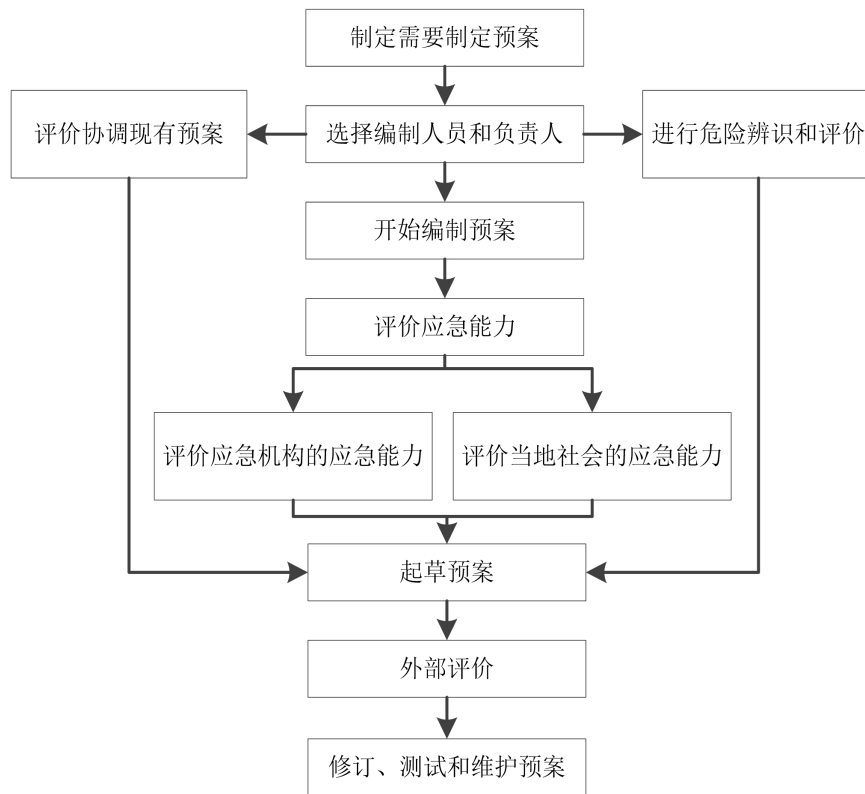 制定需要制定预案
评价协调现有预案
选择编制人员和负责人
进行危险辨识和评价
开始编制预案
评价应急能力
评价应急机构的应急能力
评价当地社会的应急能力
起草预案
外部评价
修订、测试和维护预案